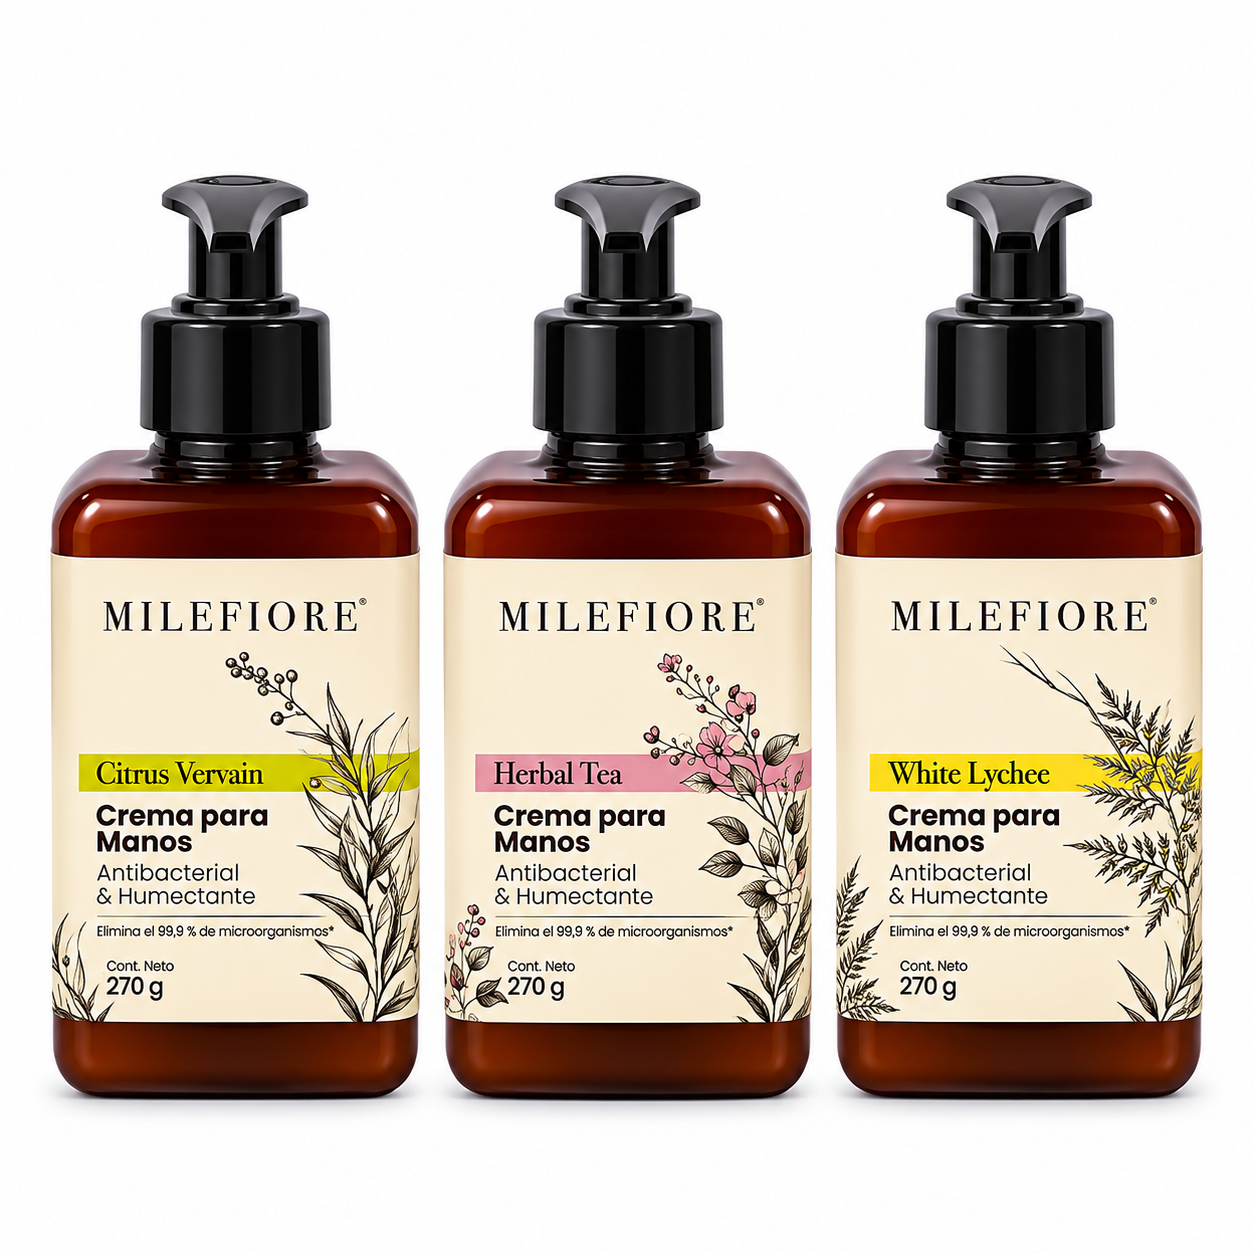 MILEFIORE®
Citrus Vervain
Crema para
Manos
Antibacterial
& Humectante
Elimina el 99,9 % de microorganismos*
Cont. Neto
270 g
MILEFIORE®
Herbal Tea
Crema para
Manos
Antibacterial
& Humectante
Elimina el 99,9 % de microorganismos*
Cont. Neto
270 g
MILEFIORE®
White Lychee
Crema para
Manos
Antibacterial
& Humectante
Elimina el 99,9 % de microorganismos*
Cont. Neto
270 g